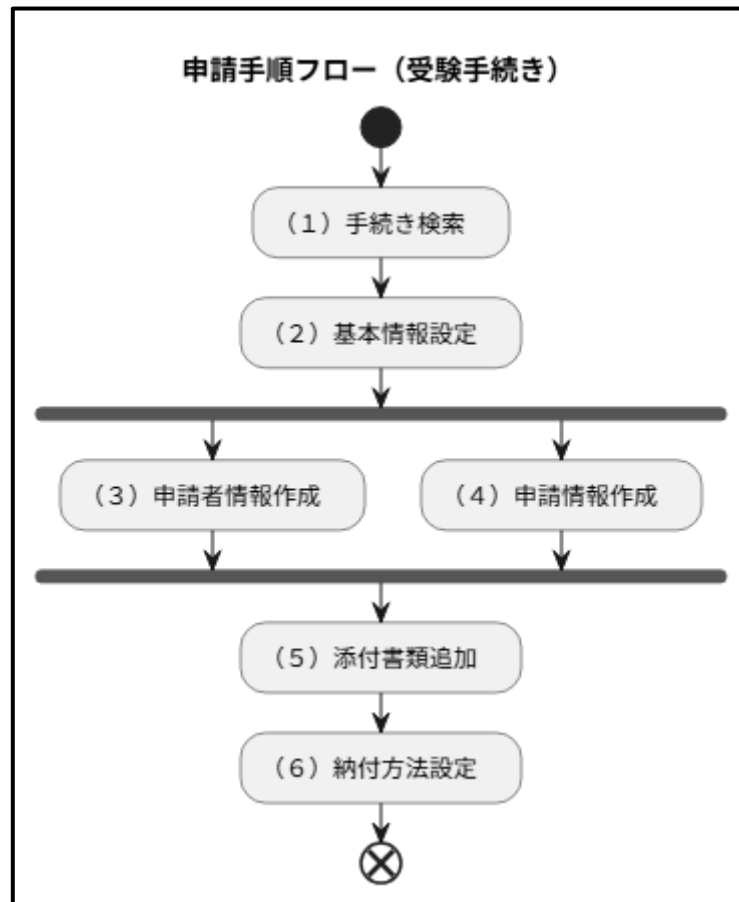 申請手順フロー（受験手続き）
（１）手続き検索
（２）基本情報設定
（３）申請者情報作成
（４）申請情報作成
（５）添付書類追加
（６）納付方法設定